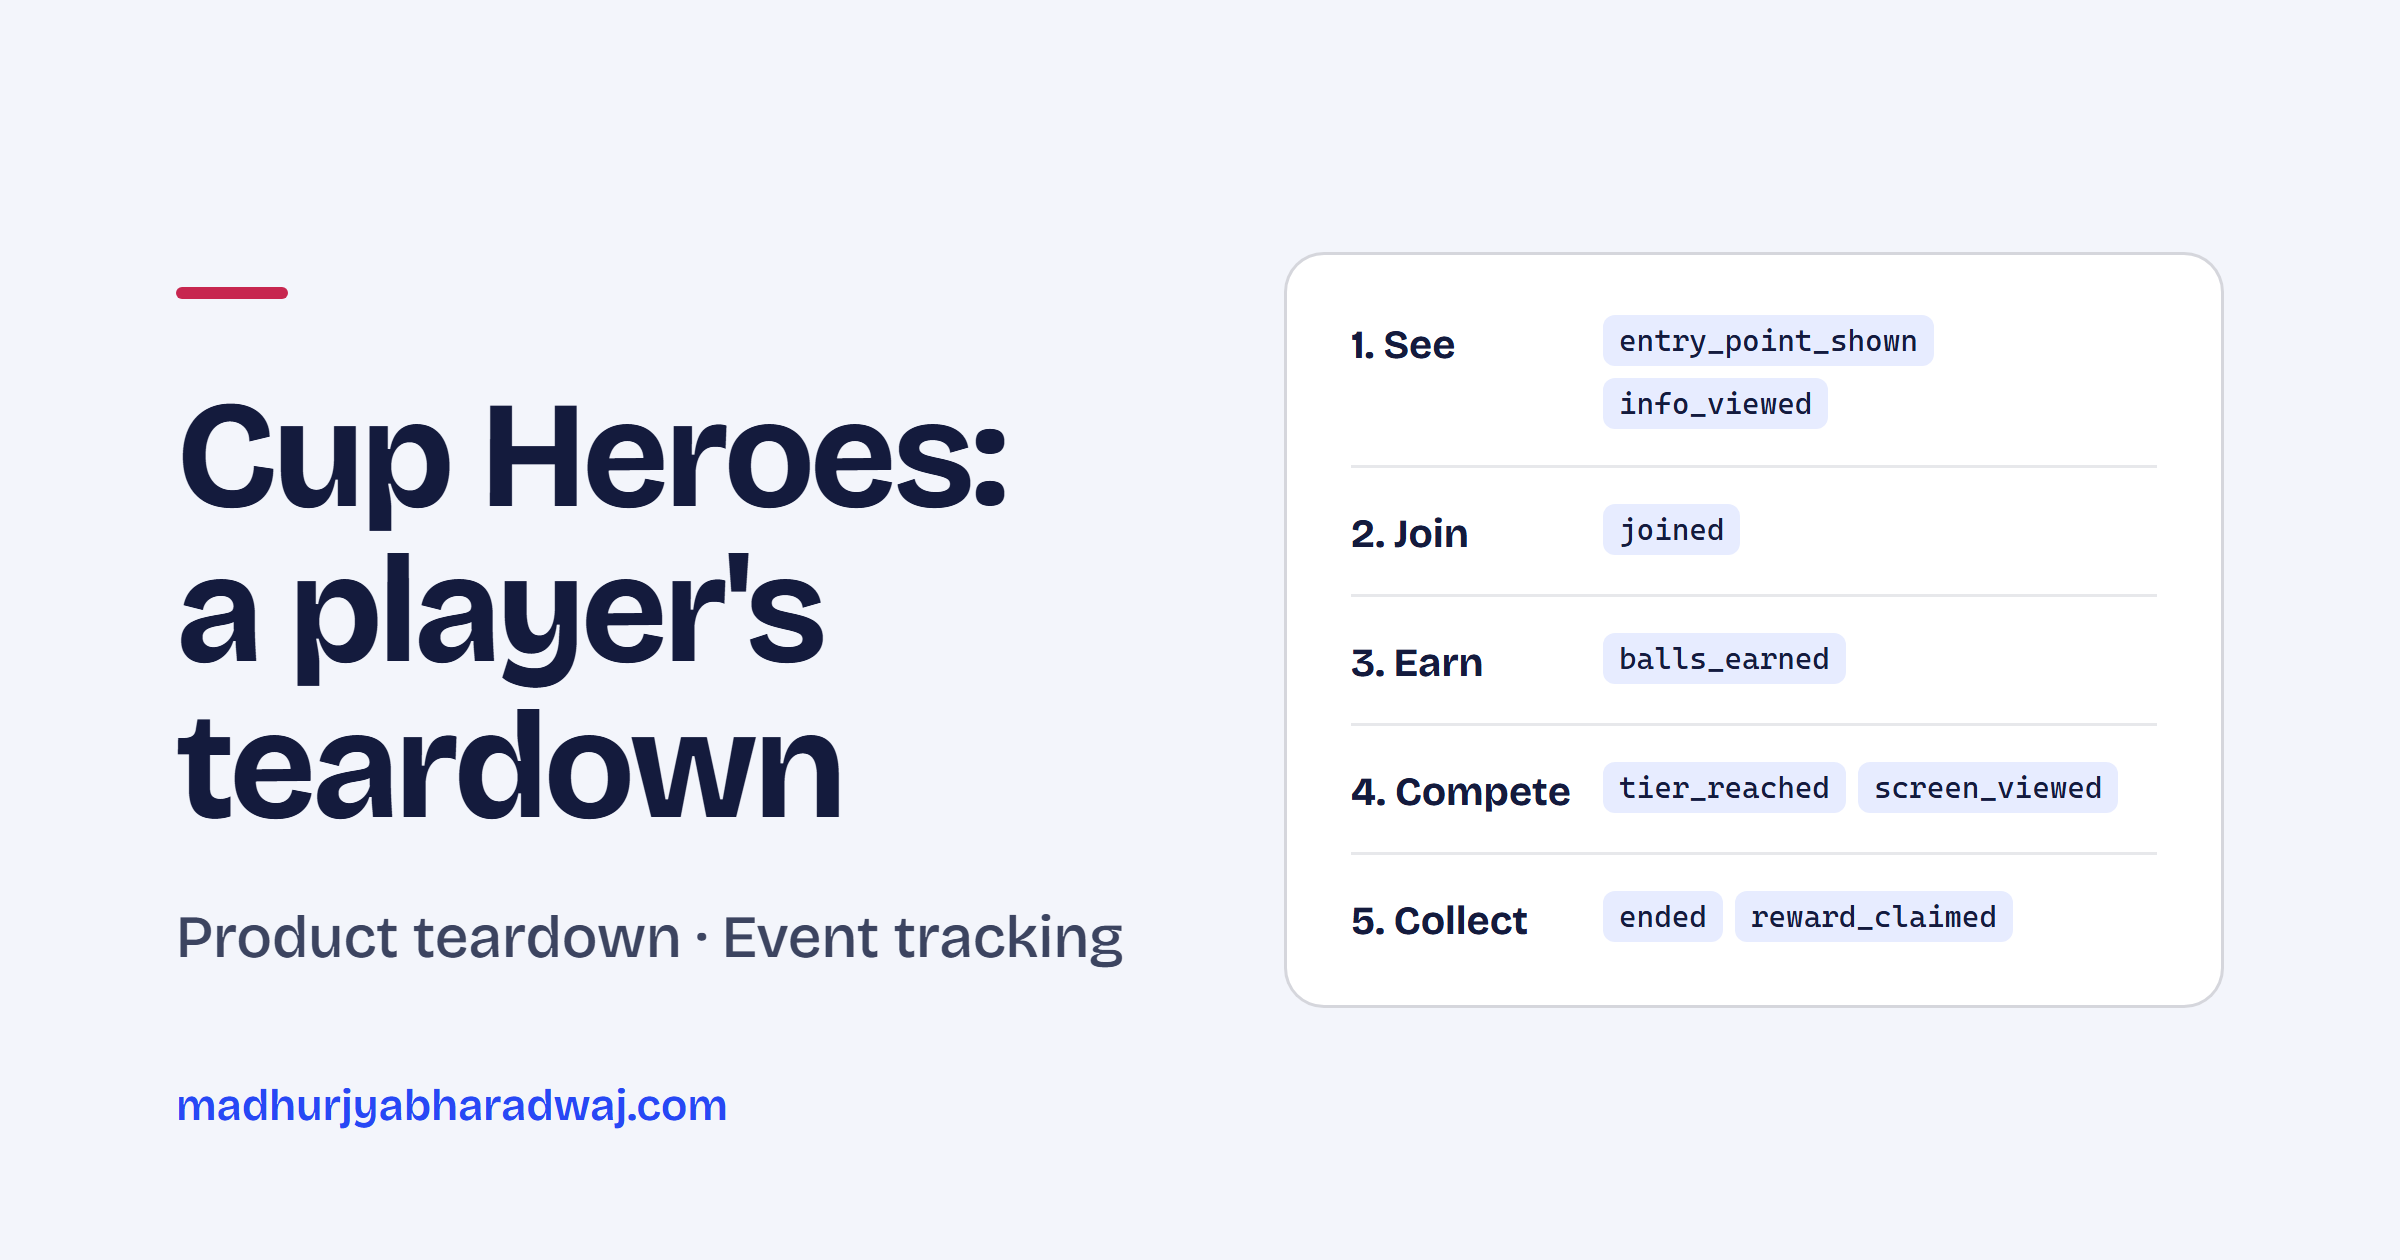 Cup Heroes:
a player's
teardown
Product teardown · Event tracking
madhurjyabharadwaj.com
1. See entry_point_shown
info_viewed
2. Join joined
3. Earn balls_earned
4. Compete tier_reached screen_viewed
5. Collect ended reward_claimed